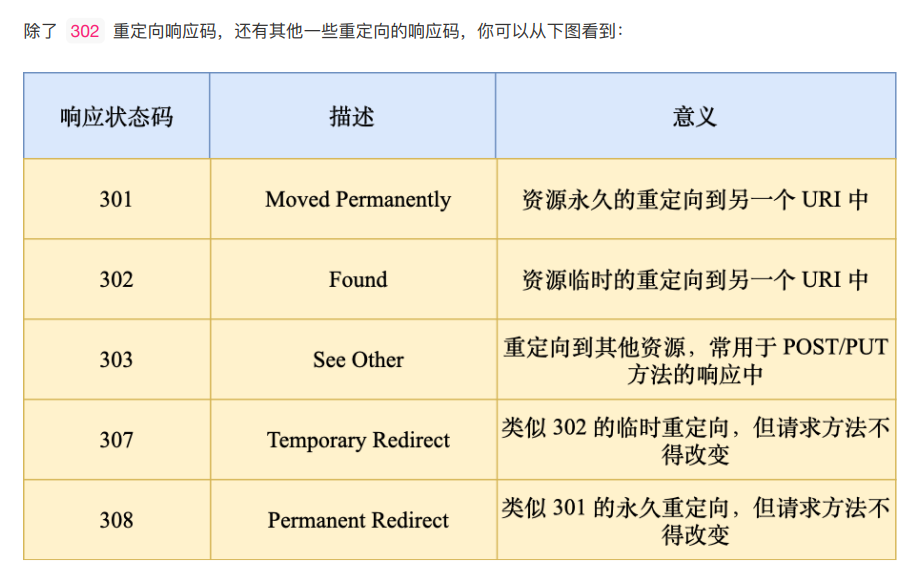 除了 302 重定向响应码，还有其他一些重定向的响应码，你可以从下图看到：
响应状态码 描述 意义
301 Moved Permanently 资源永久的重定向到另一个 URI 中
302 Found 资源临时的重定向到另一个 URI 中
303 See Other 重定向到其他资源，常用于 POST/PUT
方法的响应中
307 Temporary Redirect 类似 302 的临时重定向，但请求方法不
得改变
308 Permanent Redirect 类似 301 的永久重定向，但请求方法不
得改变